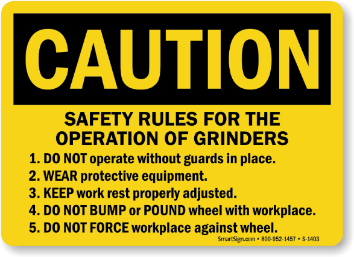 CAUTION
SAFETY RULES FOR THE
OPERATION OF GRINDERS
1. DO NOT operate without guards in place.
2. WEAR protective equipment.
3. KEEP work rest properly adjusted.
4. DO NOT BUMP or POUND wheel with workplace.
5. DO NOT FORCE workplace against wheel.
SmartSign.com • 800-952-1457 • S-1403